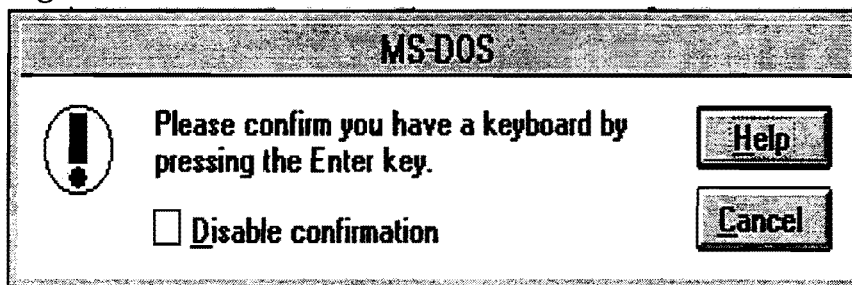 MS-DOS
Please confirm you have a keyboard by
pressing the Enter key.
Disable confirmation
Help
Cancel